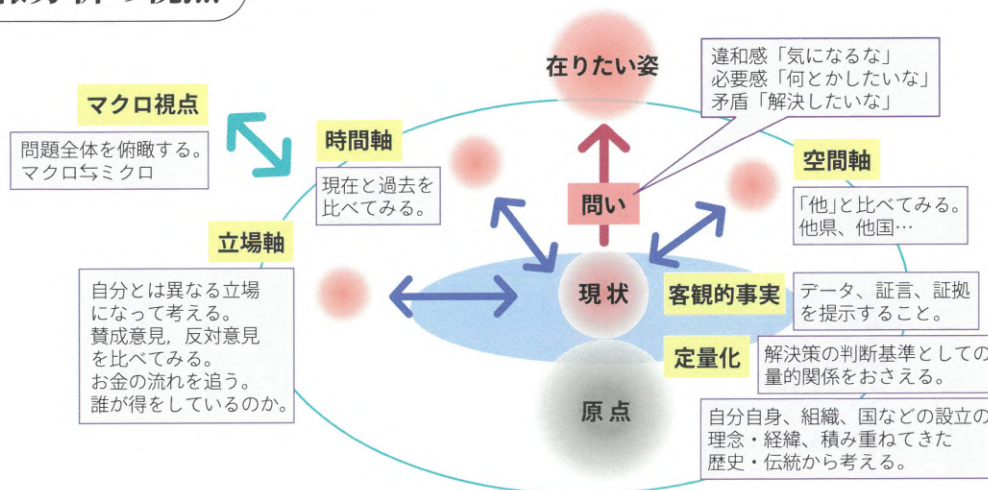 の視点
在りたい姿
違和感「気になるな」
必要感「何とかしたいな」
矛盾「解決したいな」
マクロ視点
問題全体を俯瞰する。
マクロ⇆ミクロ
時間軸
現在と過去を
比べてみる。
問い
空間軸
「他」と比べてみる。
他県、他国…
立場軸
自分とは異なる立場
になって考える。
賛成意見，反対意見
を比べてみる。
お金の流れを追う。
誰が得をしているのか。
現状
客観的事実
データ、証言、証拠
を提示すること。
定量化
解決策の判断基準としての
量的関係をおさえる。
原点
自分自身、組織、国などの設立の
理念・経緯、積み重ねてきた
歴史・伝統から考える。